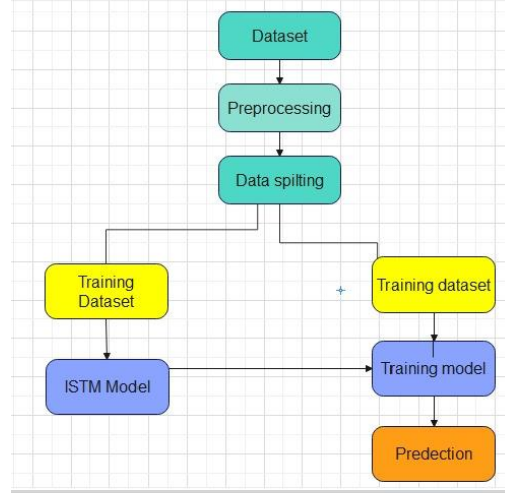 Dataset
Preprocessing
Data spilting
Training
Dataset
Training dataset
ISTM Model
Training model
Predection